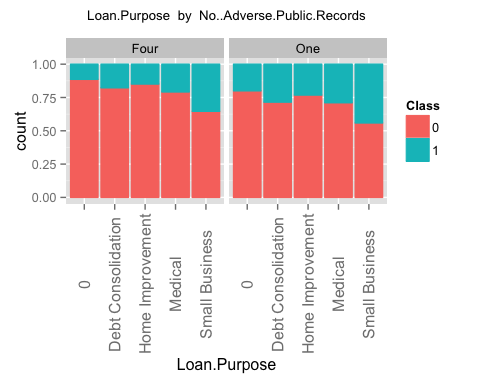 Loan.Purpose by No..Adverse.Public.Records
Four
One
1.00
0.75
0.50
0.25
0.00
count
0
Debt Consolidation
Home Improvement
Medical
Small Business
0
Debt Consolidation
Home Improvement
Medical
Small Business
Loan.Purpose
Class
0
1